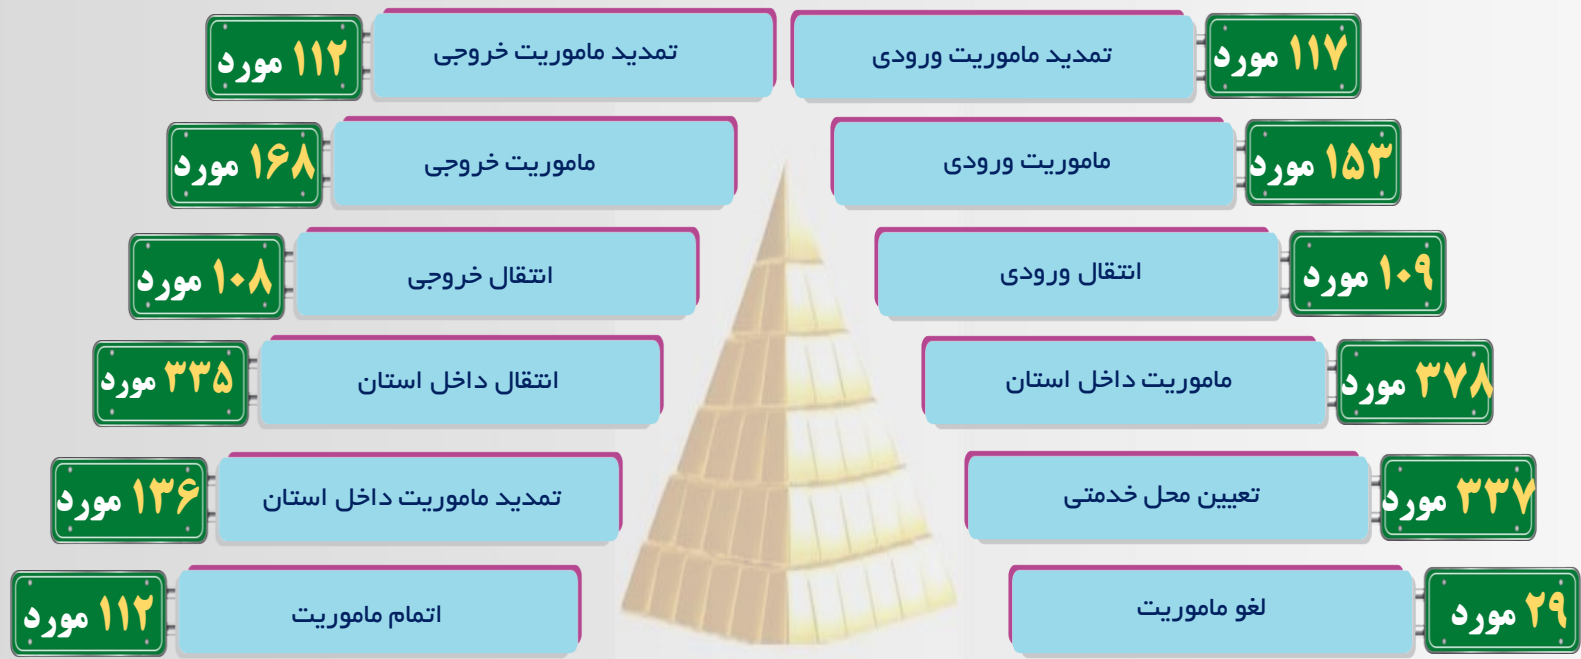 ۱۱۷ مورد
تمدید ماموریت ورودی
تمدید ماموریت خروجی
۱۱۲ مورد
۱۵۳ مورد
ماموریت ورودی
ماموریت خروجی
۱۶۸ مورد
۱۰۹ مورد
انتقال ورودی
انتقال خروجی
۱۰۸ مورد
۳۷۸ مورد
ماموریت داخل استان
انتقال داخل استان
۳۳۵ مورد
۳۳۷ مورد
تعیین محل خدمتی
تمدید ماموریت داخل استان
۱۳۶ مورد
۲۹ مورد
لغو ماموریت
اتمام ماموریت
۱۱۲ مورد